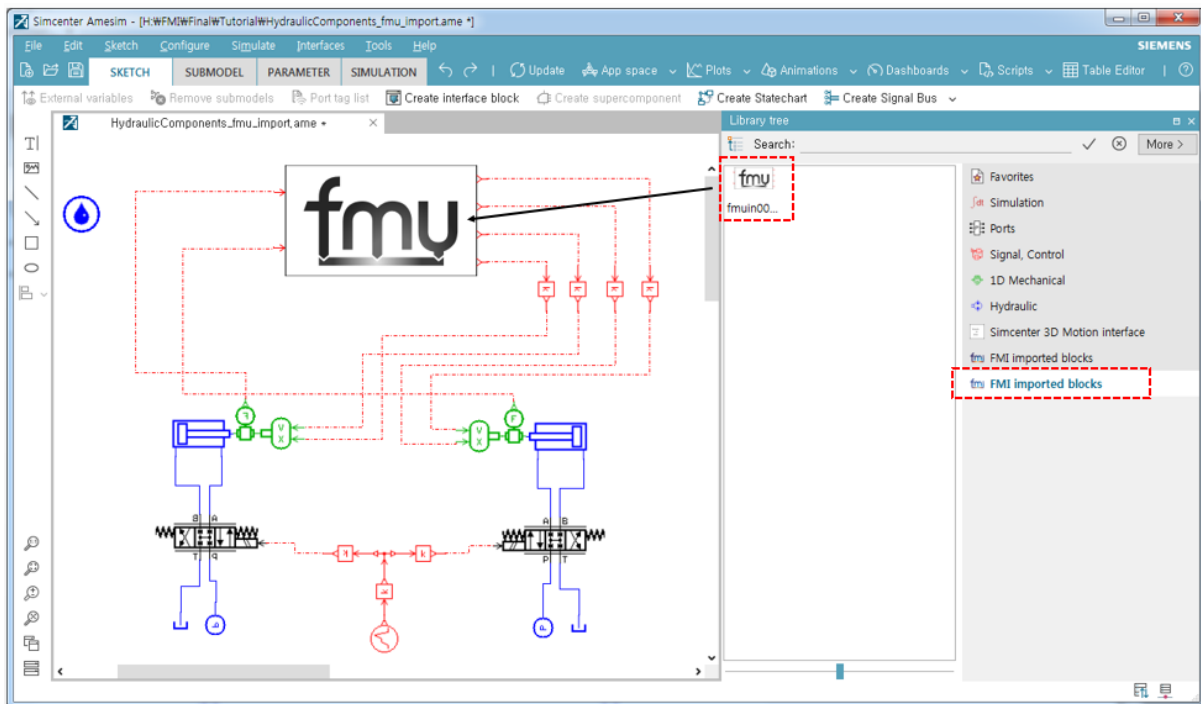 Simcenter Amesim - [H:₩FMI₩Final₩Tutorial₩HydraulicComponents_fmu_import.ame *]
File Edit Sketch Configure Simulate Interfaces Tools Help SIEMENS
SKETCH SUBMODEL PARAMETER SIMULATION Update App space Plots Animations Dashboards Scripts Table Editor
External variables Remove submodels Port tag list Create interface block Create supercomponent Create Statechart Create Signal Bus
HydraulicComponents_fmu_import.ame *
Library tree
Search: More >
fmu
fmuin00...
Favorites
Simulation
Ports
Signal, Control
1D Mechanical
Hydraulic
Simcenter 3D Motion interface
fmu FMI imported blocks
fmu FMI imported blocks
fmu
k k k k
F V X
V X F
B A
T P
A B
P T
k k
k
P P